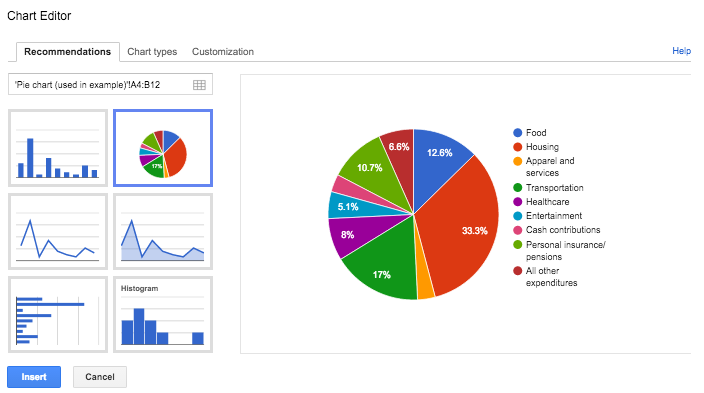 Chart Editor
Recommendations
Chart types
Customization
Help
'Pie chart (used in example)'!A4:B12
17%
Histogram
6.6%
12.6%
10.7%
5.1%
33.3%
8%
17%
Food
Housing
Apparel and
services
Transportation
Healthcare
Entertainment
Cash contributions
Personal insurance/
pensions
All other
expenditures
Insert
Cancel